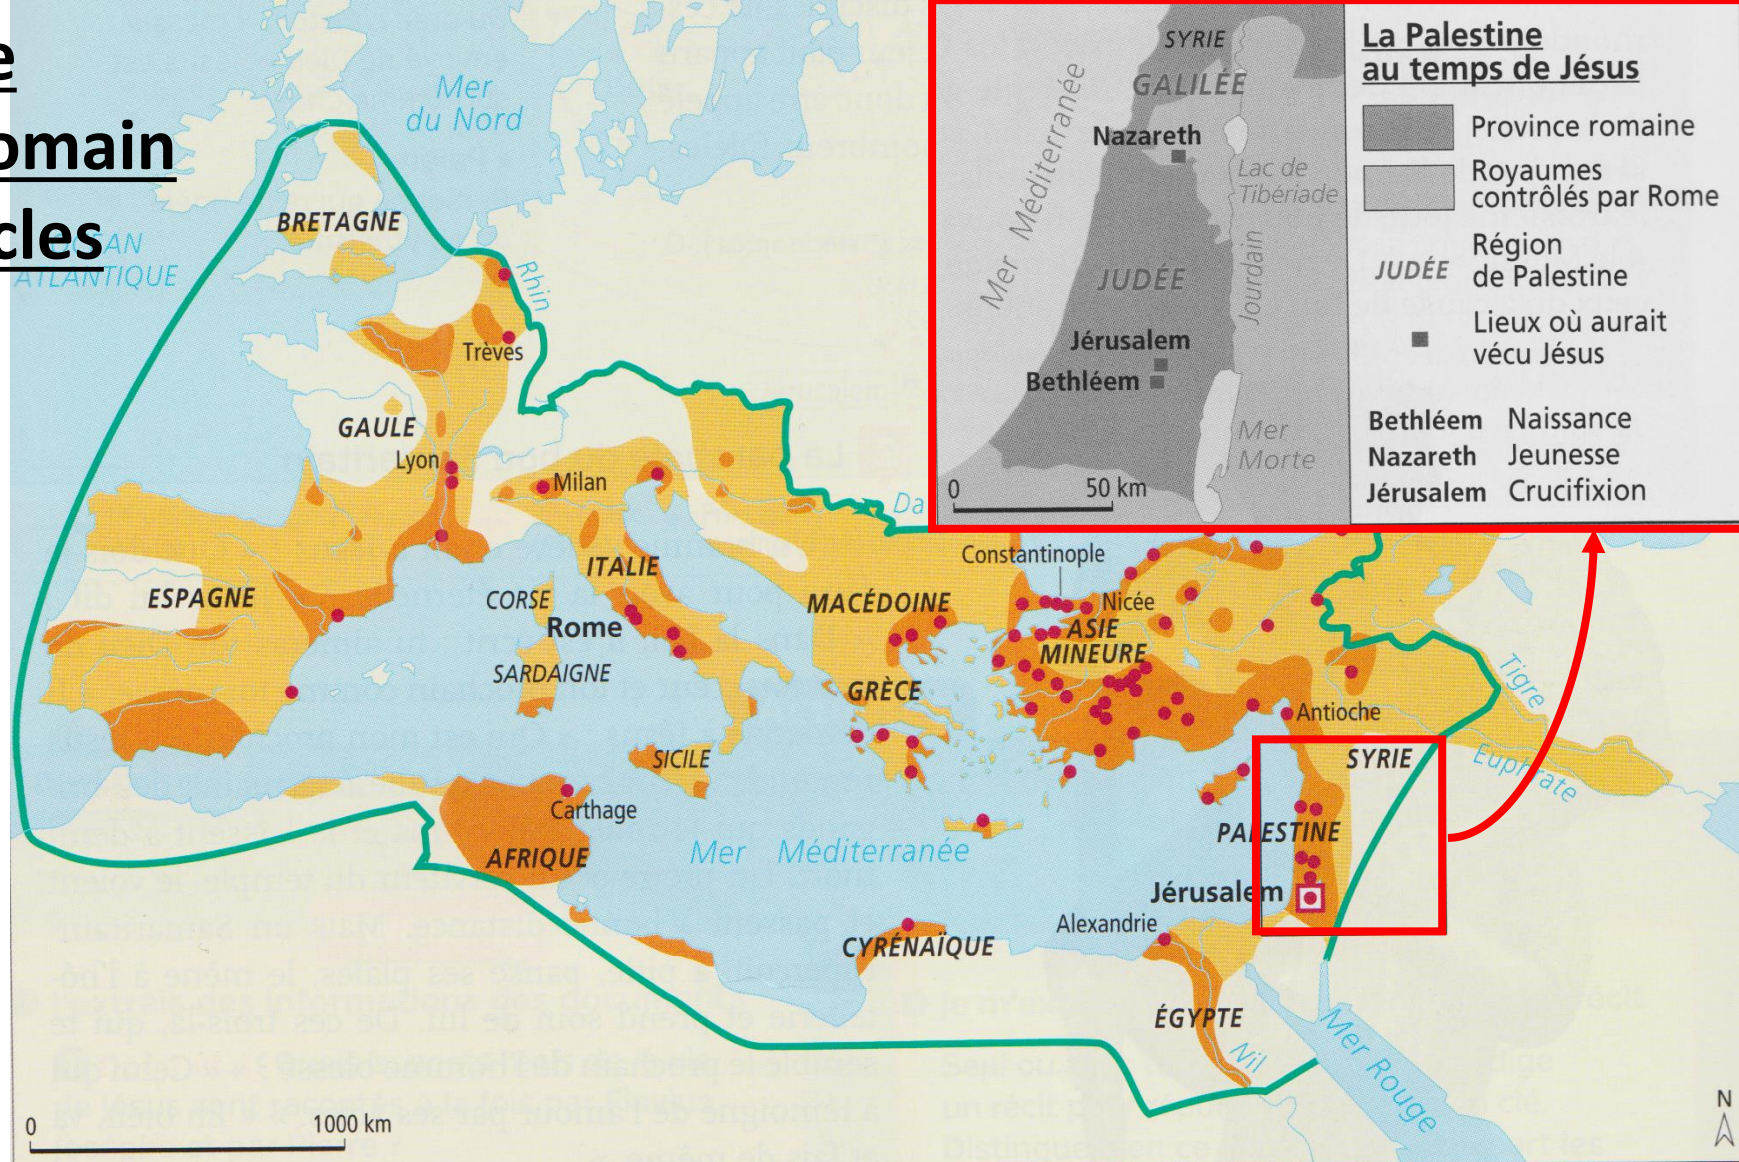 e
omain
cles
Mer
du Nord
OCÉAN
ATLANTIQUE
BRETAGNE
Rhin
Trèves
GAULE
Lyon
Milan
Da
ITALIE
ESPAGNE
CORSE
Rome
SARDAIGNE
MACÉDOINE
Constantinople
Nicée
ASIE
MINEURE
GRÈCE
Antioche
Tigre
SYRIE
Euphrate
SICILE
Carthage
AFRIQUE
Mer Méditerranée
PALESTINE
Jérusalem
Alexandrie
CYRÉNAÏQUE
ÉGYPTE
Nil
Mer Rouge
0 1000 km
N
SYRIE
GALILÉE
Nazareth
Mer Méditerranée
Lac de
Tibériade
JUDÉE
Jourdain
Jérusalem
Bethléem
Mer
Morte
0 50 km
La Palestine
au temps de Jésus
Province romaine
Royaumes
contrôlés par Rome
JUDÉE Région
de Palestine
Lieux où aurait
vécu Jésus
Bethléem Naissance
Nazareth Jeunesse
Jérusalem Crucifixion